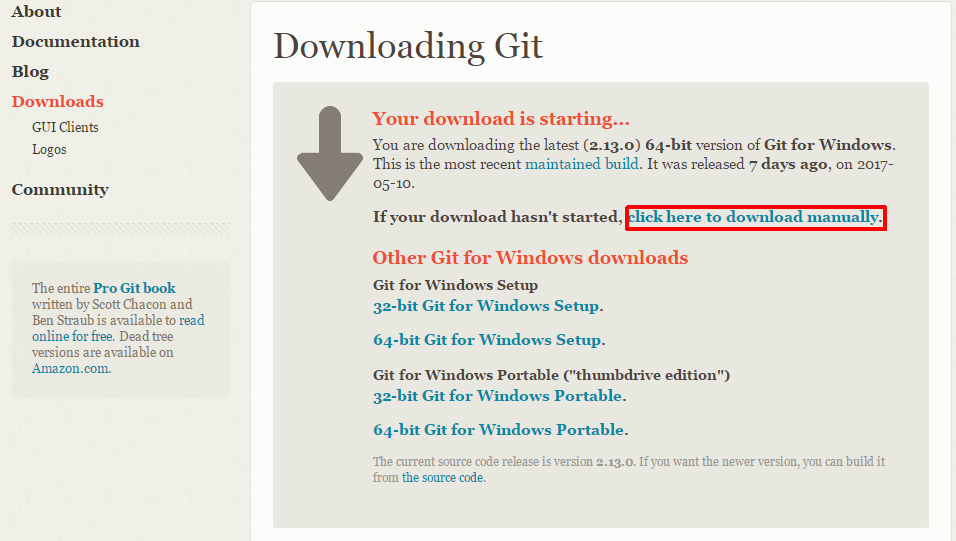 About
Documentation
Blog
Downloads
GUI Clients
Logos
Community
The entire Pro Git book
written by Scott Chacon and
Ben Straub is available to read
online for free. Dead tree
versions are available on
Amazon.com.
Downloading Git
Your download is starting...
You are downloading the latest (2.13.0) 64-bit version of Git for Windows.
This is the most recent maintained build. It was released 7 days ago, on 2017-
05-10.
If your download hasn't started, click here to download manually.
Other Git for Windows downloads
Git for Windows Setup
32-bit Git for Windows Setup.
64-bit Git for Windows Setup.
Git for Windows Portable ("thumbdrive edition")
32-bit Git for Windows Portable.
64-bit Git for Windows Portable.
The current source code release is version 2.13.0. If you want the newer version, you can build it
from the source code.